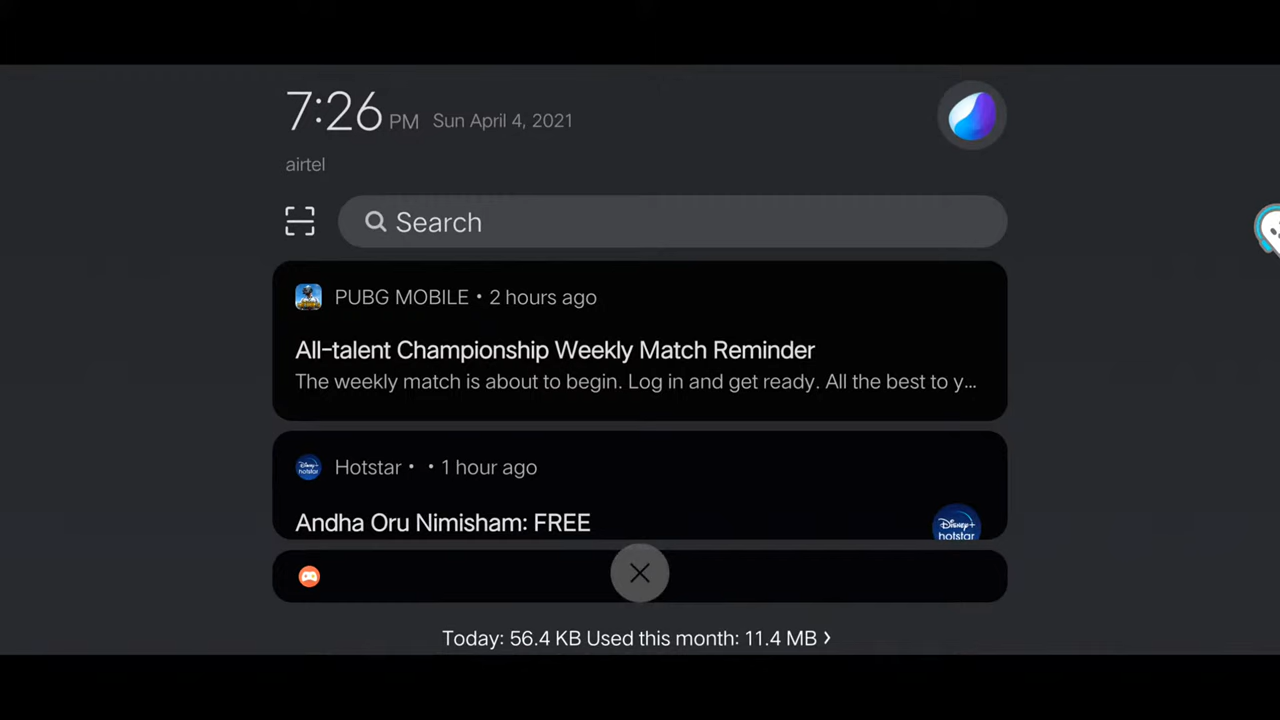 7:26 PM Sun April 4, 2021
airtel
Search
PUBG MOBILE • 2 hours ago
All-talent Championship Weekly Match Reminder
The weekly match is about to begin. Log in and get ready. All the best to y...
Hotstar • • 1 hour ago
Andha Oru Nimisham: FREE
Disney+
hotstar
Today: 56.4 KB Used this month: 11.4 MB ›